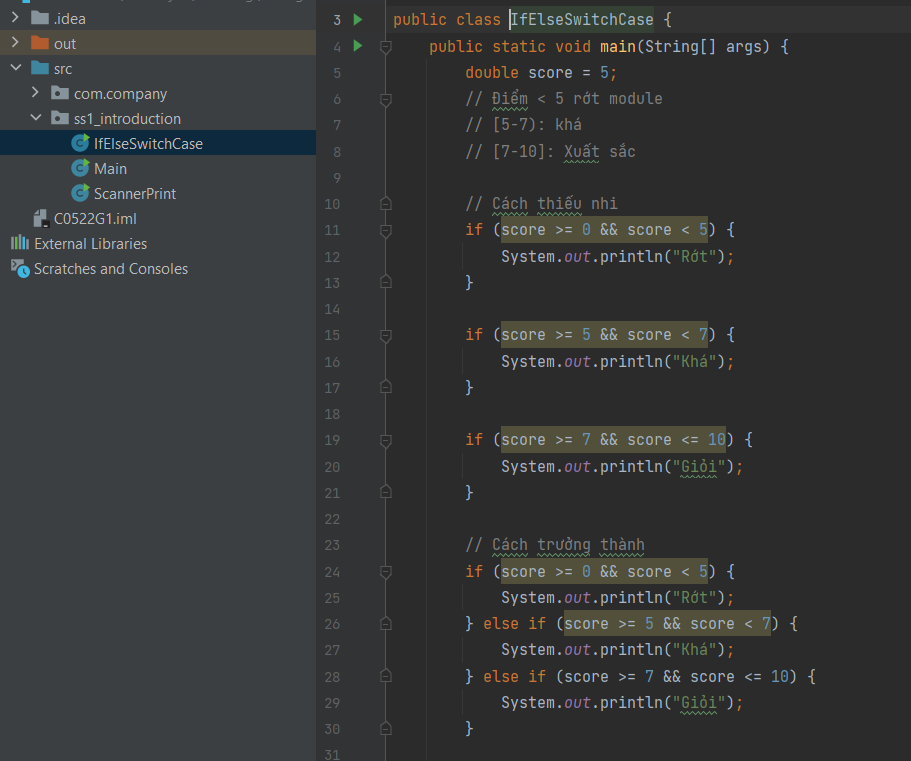 .idea
out
src
com.company
ss1_introduction
IfElseSwitchCase
Main
ScannerPrint
C0522G1.iml
External Libraries
Scratches and Consoles
3 public class IfElseSwitchCase {
4 public static void main(String[] args) {
5 double score = 5;
6 // Điểm < 5 rớt module
7 // [5-7): khá
8 // [7-10]: Xuất sắc
9
10 // Cách thiếu nhi
11 if (score >= 0 && score < 5) {
12 System.out.println("Rớt");
13 }
14
15 if (score >= 5 && score < 7) {
16 System.out.println("Khá");
17 }
18
19 if (score >= 7 && score <= 10) {
20 System.out.println("Giỏi");
21 }
22
23 // Cách trưởng thành
24 if (score >= 0 && score < 5) {
25 System.out.println("Rớt");
26 } else if (score >= 5 && score < 7) {
27 System.out.println("Khá");
28 } else if (score >= 7 && score <= 10) {
29 System.out.println("Giỏi");
30 }
31